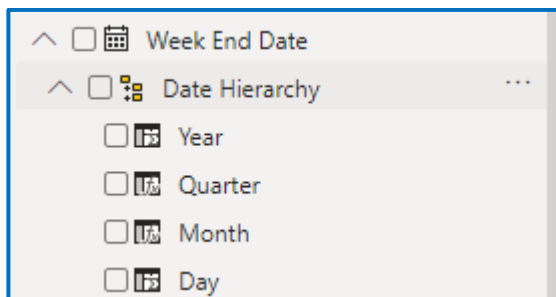 Week End Date
Date Hierarchy
Year
Quarter
Month
Day